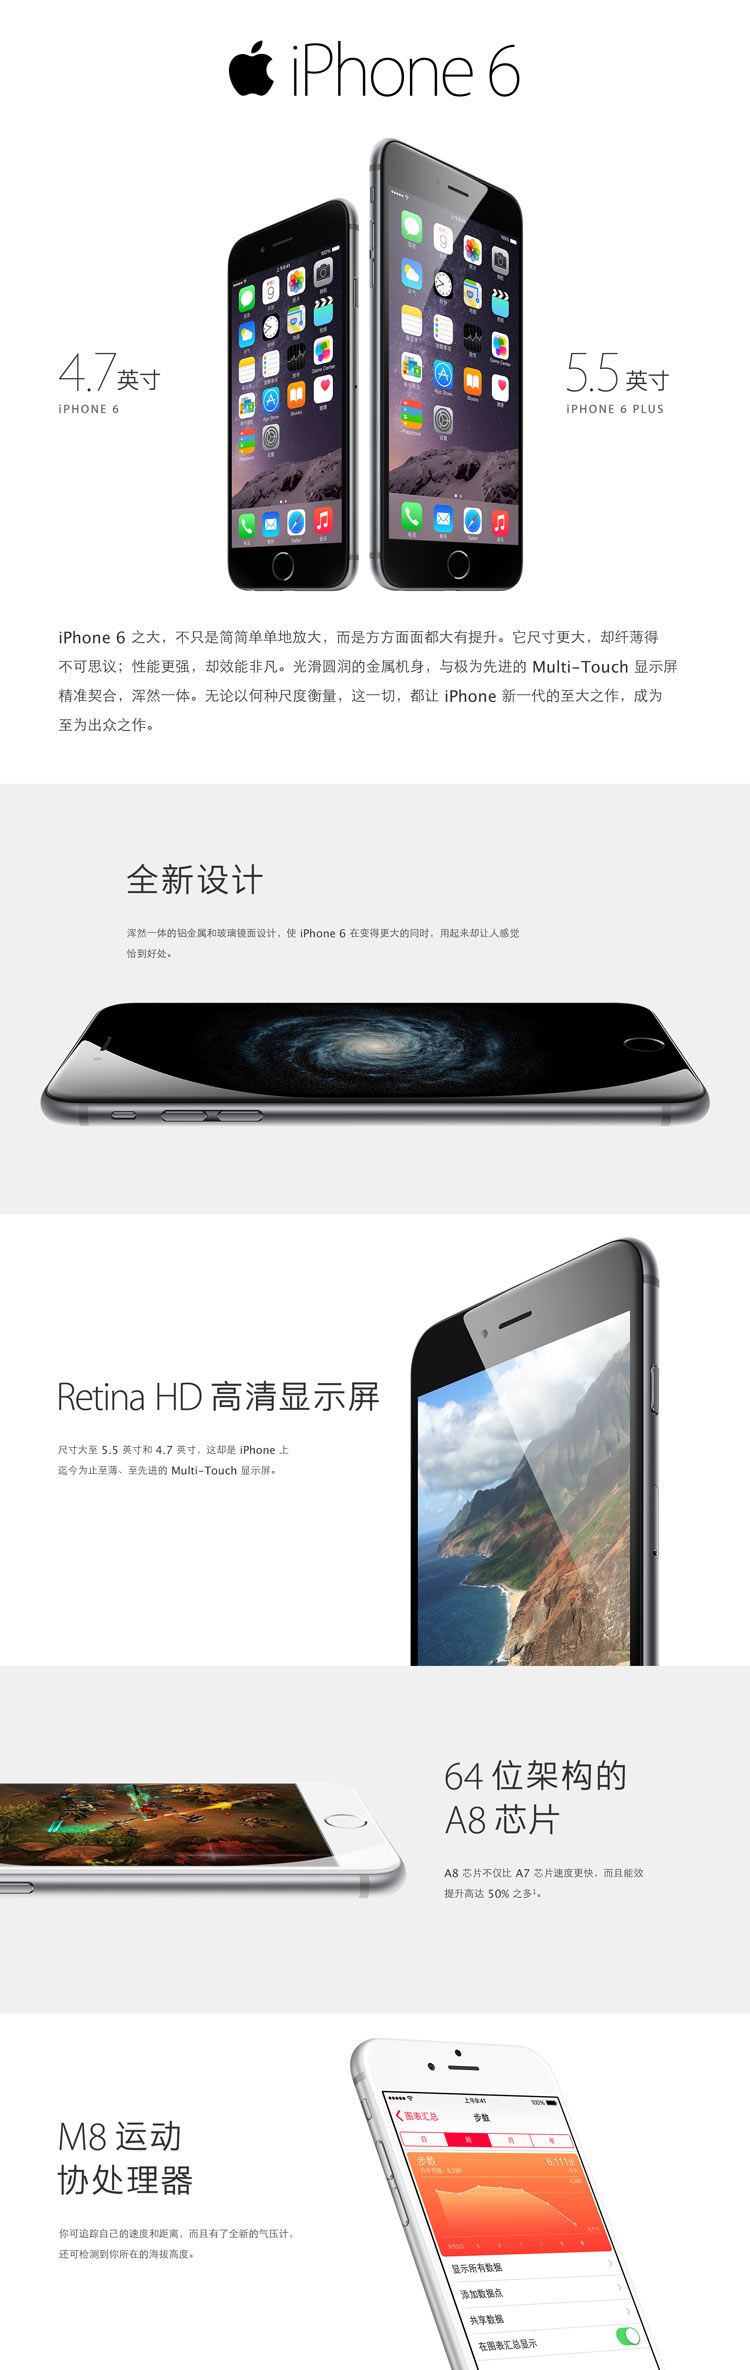 iPhone 6
4.7英寸
iPHONE 6
5.5 英寸
iPHONE 6 PLUS
iPhone 6 之大，不只是简简单单地放大，而是方方面面都大有提升。它尺寸更大，却纤薄得
不可思议；性能更强，却效能非凡。光滑圆润的金属机身，与极为先进的 Multi-Touch 显示屏
精准契合，浑然一体。无论以何种尺度衡量，这一切，都让 iPhone 新一代的至大之作，成为
至为出众之作。
全新设计
浑然一体的铝金属和玻璃镜面设计，使 iPhone 6 在变得更大的同时，用起来却让人感觉
恰到好处。
Retina HD 高清显示屏
尺寸大至 5.5 英寸和 4.7 英寸，这却是 iPhone 上
迄今为止至薄、至先进的 Multi-Touch 显示屏。
64 位架构的
A8 芯片
A8 芯片不仅比 A7 芯片速度更快，而且能效
提升高达 50% 之多¹。
M8 运动
协处理器
你可追踪自己的速度和距离，而且有了全新的气压计，
还可检测到你所在的海拔高度。
上午9:41
100%
图表汇总
步数
日 周 月 年
步数
6,111步
日平均值: 6,290
今天
显示所有数据
添加数据点
共享数据
在图表汇总显示